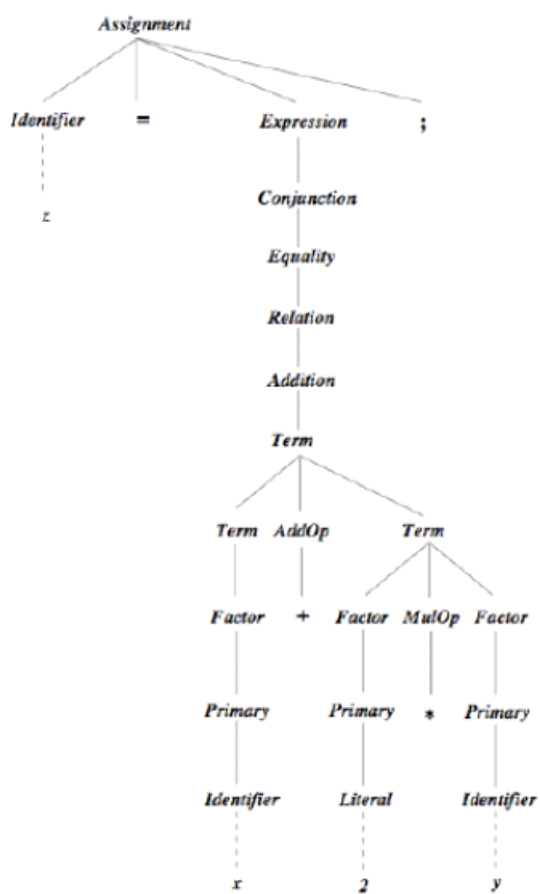 Assignment
Identifier = Expression ;
z
Conjunction
Equality
Relation
Addition
Term
Term AddOp Term
Factor + Factor MulOp Factor
Primary Primary * Primary
Identifier Literal Identifier
x 2 y